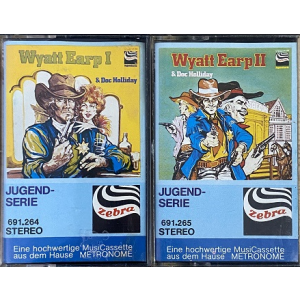 Wyatt Earp I
& Doc Holliday
JUGEND-
SERIE
691.264
STEREO
Zebra
Eine hochwertige MusiCassette
aus dem Hause METRONOME
Wyatt Earp II
& Doc Holliday
JUGEND-
SERIE
691.265
STEREO
Zebra
Eine hochwertige MusiCassette
aus dem Hause METRONOME